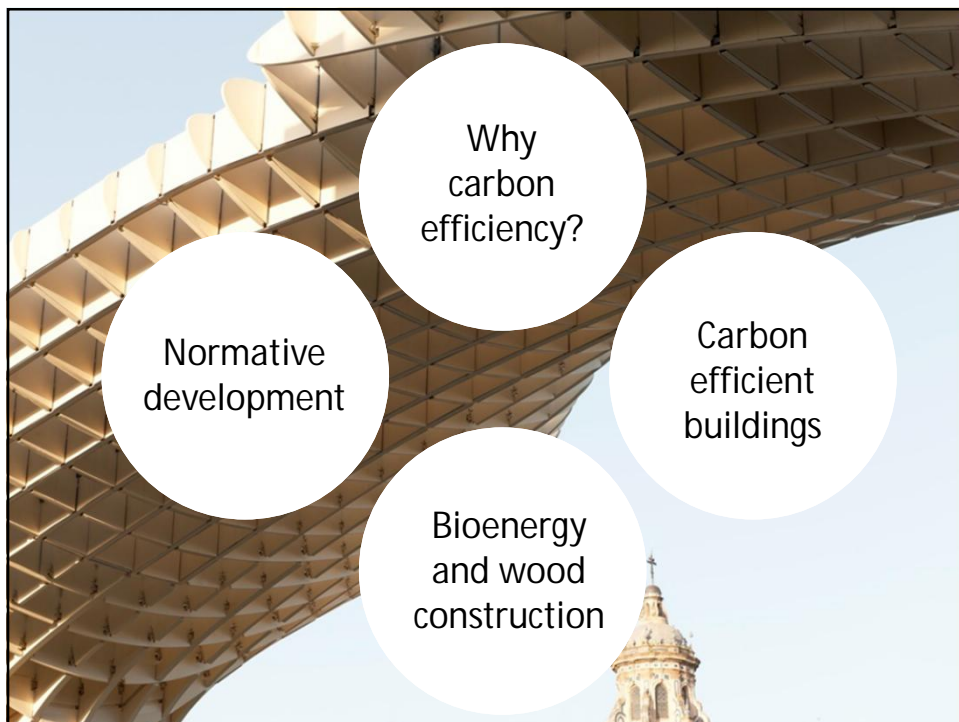 Why
carbon
efficiency?
Normative
development
Carbon
efficient
buildings
Bioenergy
and wood
construction